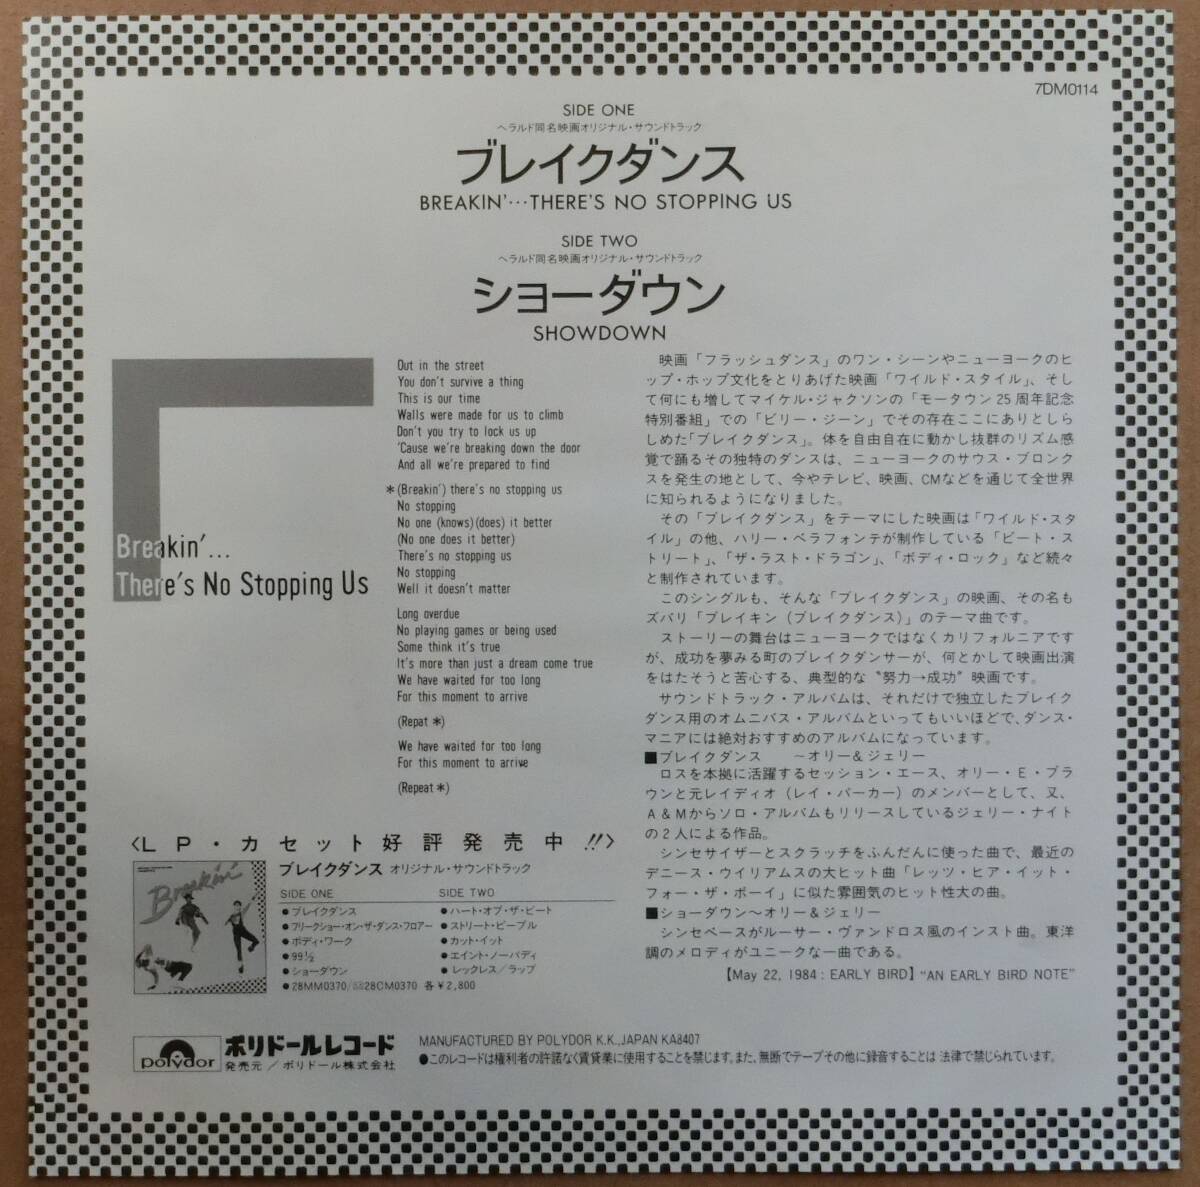 7DM0114
SIDE ONE
ヘラルド同名映画オリジナル・サウンドトラック
ブレイクダンス
BREAKIN'…THERE'S NO STOPPING US
SIDE TWO
ヘラルド同名映画オリジナル・サウンドトラック
ショーダウン
SHOWDOWN
Breakin'…
There's No Stopping Us
Out in the street
You don't survive a thing
This is our time
Walls were made for us to climb
Don't you try to lock us up
'Cause we're breaking down the door
And all we're prepared to find
＊(Breakin') there's no stopping us
No stopping
No one (knows)(does) it better
(No one does it better)
There's no stopping us
No stopping
Well it doesn't matter
Long overdue
No playing games or being used
Some think it's true
It's more than just a dream come true
We have waited for too long
For this moment to arrive
(Repat＊)
We have waited for too long
For this moment to arrive
(Repeat＊)
映画「フラッシュダンス」のワン・シーンやニューヨークのヒ
ップ・ホップ文化をとりあげた映画「ワイルド・スタイル」、そし
て何にも増してマイケル・ジャクソンの「モータウン25周年記念
特別番組」での「ビリー・ジーン」でその存在ここにありとしら
しめた「ブレイクダンス」。体を自由自在に動かし抜群のリズム感
覚で踊るその独特のダンスは、ニューヨークのサウス・ブロンク
スを発生の地として、今やテレビ、映画、CMなどを通じて全世界
に知られるようになりました。
その「ブレイクダンス」をテーマにした映画は「ワイルド・スタ
イル」の他、ハリー・ベラフォンテが制作している「ビート・ス
トリート」、「ザ・ラスト・ドラゴン」、「ボディ・ロック」など続々
と制作されています。
このシングルも、そんな「ブレイクダンス」の映画、その名も
ズバリ「ブレイキン（ブレイクダンス）」のテーマ曲です。
ストーリーの舞台はニューヨークではなくカリフォルニアです
が、成功を夢みる町のブレイクダンサーが、何とかして映画出演
をはたそうと苦心する、典型的な“努力→成功”映画です。
サウンドトラック・アルバムは、それだけで独立したブレイク
ダンス用のオムニバス・アルバムといってもいいほどで、ダンス・
マニアには絶対おすすめのアルバムになっています。
■ブレイクダンス　～オリー＆ジェリー
ロスを本拠に活躍するセッション・エース、オリー・E・ブラ
ウンと元レイディオ（レイ・パーカー）のメンバーとして、又、
A＆Mからソロ・アルバムもリリースしているジェリー・ナイト
の2人による作品。
シンセサイザーとスクラッチをふんだんに使った曲で、最近の
デニース・ウイリアムスの大ヒット曲「レッツ・ヒア・イット・
フォー・ザ・ボーイ」に似た雰囲気のヒット性大の曲。
■ショーダウン～オリー＆ジェリー
シンセベースがルーサー・ヴァンドロス風のインスト曲。東洋
調のメロディがユニークな一曲である。
【May 22, 1984 : EARLY BIRD】 “AN EARLY BIRD NOTE”
〈LP・カセット好評発売中!!〉
Breakin'
ブレイクダンス オリジナル・サウンドトラック
SIDE ONE
●ブレイクダンス
●フリークショー・オン・ザ・ダンス・フロアー
●ボディ・ワーク
●99½
●ショーダウン
SIDE TWO
●ハート・オブ・ザ・ビート
●ストリート・ピープル
●カット・イット
●エイント・ノーバディ
●レックレス/ラップ
●28MM0370/28CM0370 各￥2,800
polydor
ポリドールレコード
発売元／ポリドール株式会社
MANUFACTURED BY POLYDOR K.K., JAPAN KA8407
●このレコードは権利者の許諾なく賃貸業に使用することを禁じます。また、無断でテープその他に録音することは 法律で禁じられています。